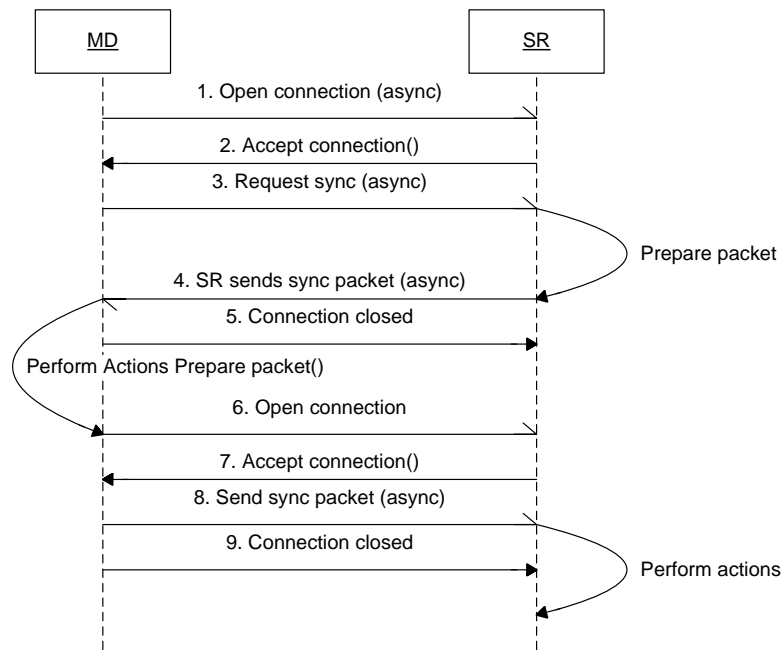 MD
SR
1. Open connection (async)
2. Accept connection()
3. Request sync (async)
Prepare packet
4. SR sends sync packet (async)
5. Connection closed
Perform Actions Prepare packet()
6. Open connection
7. Accept connection()
8. Send sync packet (async)
9. Connection closed
Perform actions